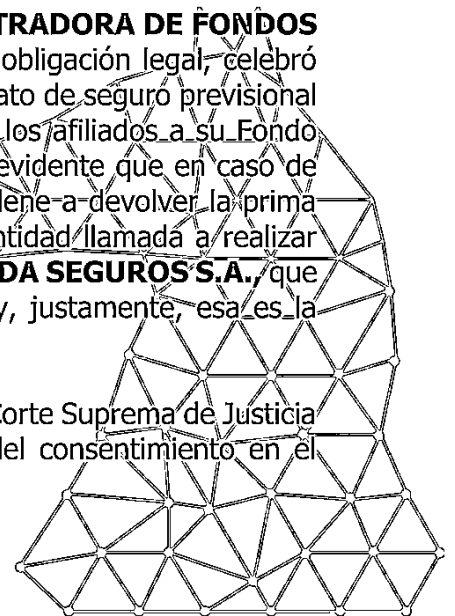 TRADORA DE FONDOS
obligación legal, celebró
ato de seguro previsional
los afiliados a su Fondo
evidente que en caso de
dene a devolver la prima
ntidad llamada a realizar
DA SEGUROS S.A., que
y, justamente, esa es la
Corte Suprema de Justicia
del consentimiento en el